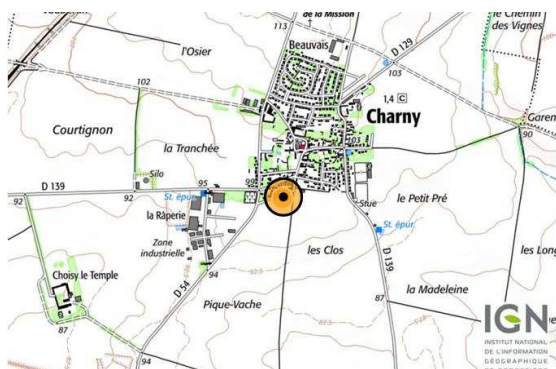 de la Mission
le Chemin
des Vignes
113
l'Osier
Beauvais
D 129
103
102
1,4 C
Charny
Garen
90
Courtignon
la Tranchée
Silo
D 139
92
92
95
99
St. épur.
la Râperie
le Petit Pré
Stue
St. épur.
Zone
industrielle
les Clos
les Long
D 139
Choisy le Temple
D 54
94
Pique-Vache
87
la Madeleine
87
94
IGN
INSTITUT NATIONAL
DE L'INFORMATION
GÉOGRAPHIQUE